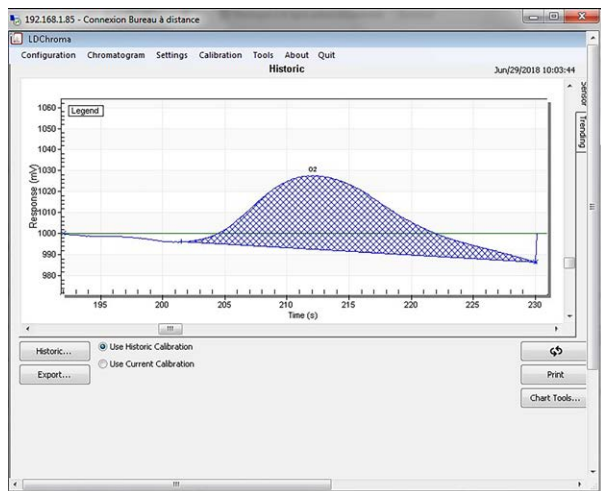 192.168.1.85 - Connexion Bureau à distance
LDChroma
Configuration Chromatogram Settings Calibration Tools About Quit
Historic
Jun/29/2018 10:03:44
Sensor
Trending
Legend
O2
Response (mV)
1060
1050
1040
1030
1020
1010
1000
990
980
195 200 205 210 215 220 225 230
Time (s)
Historic...
Use Historic Calibration
Export...
Use Current Calibration
Print
Chart Tools...